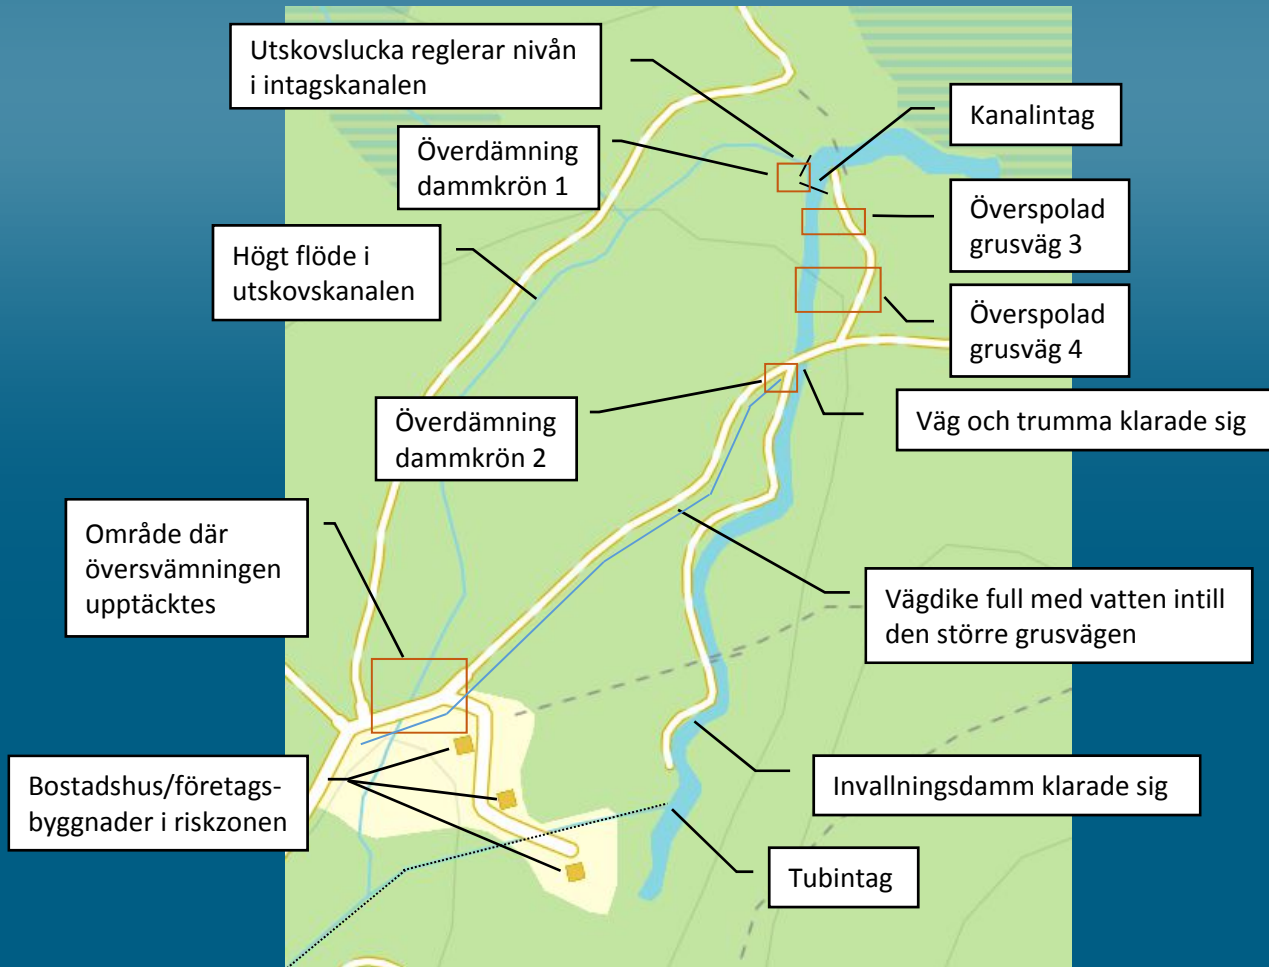 Utskovslucka reglerar nivån
i intagskanalen
Kanalintag
Överdämning
dammkrön 1
Överspolad
grusväg 3
Högt flöde i
utskovskanalen
Överspolad
grusväg 4
Överdämning
dammkrön 2
Väg och trumma klarade sig
Område där
översvämningen
upptäcktes
Vägdike full med vatten intill
den större grusvägen
Bostadshus/företags-
byggnader i riskzonen
Invallningsdamm klarade sig
Tubintag